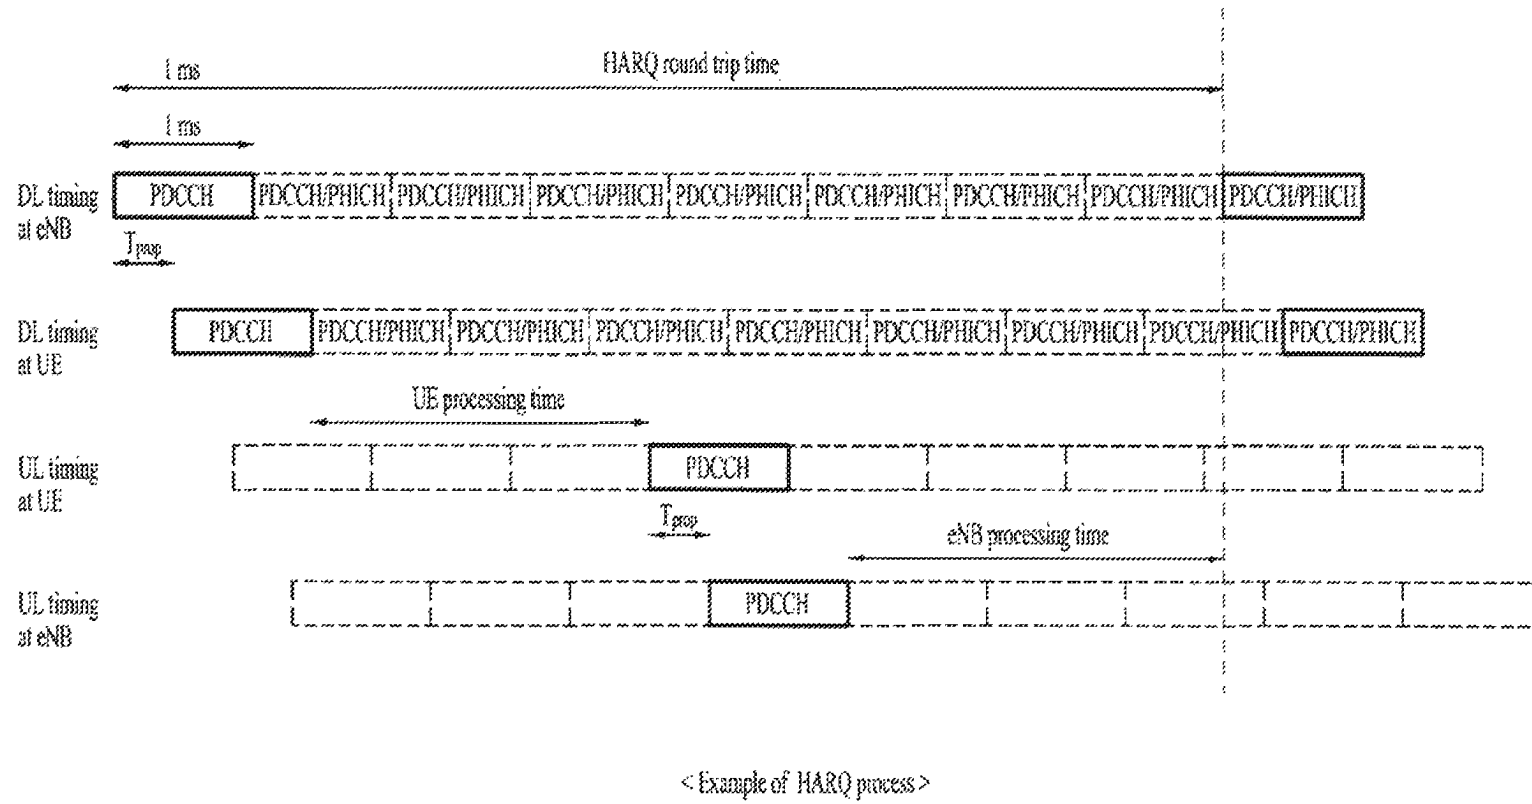 1 ms
HARQ round trip time
1 ms
DL timing
at eNB
PDCCH
PDCCH/PHICH
PDCCH/PHICH
PDCCH/PHICH
PDCCH/PHICH
PDCCH/PHICH
PDCCH/PHICH
PDCCH/PHICH
PDCCH/PHICH
Tprop
DL timing
at UE
PDCCH
PDCCH/PHICH
PDCCH/PHICH
PDCCH/PHICH
PDCCH/PHICH
PDCCH/PHICH
PDCCH/PHICH
PDCCH/PHICH
PDCCH/PHICH
UE processing time
UL timing
at UE
PDCCH
Tprop
eNB processing time
UL timing
at eNB
PDCCH
< Example of HARQ process >